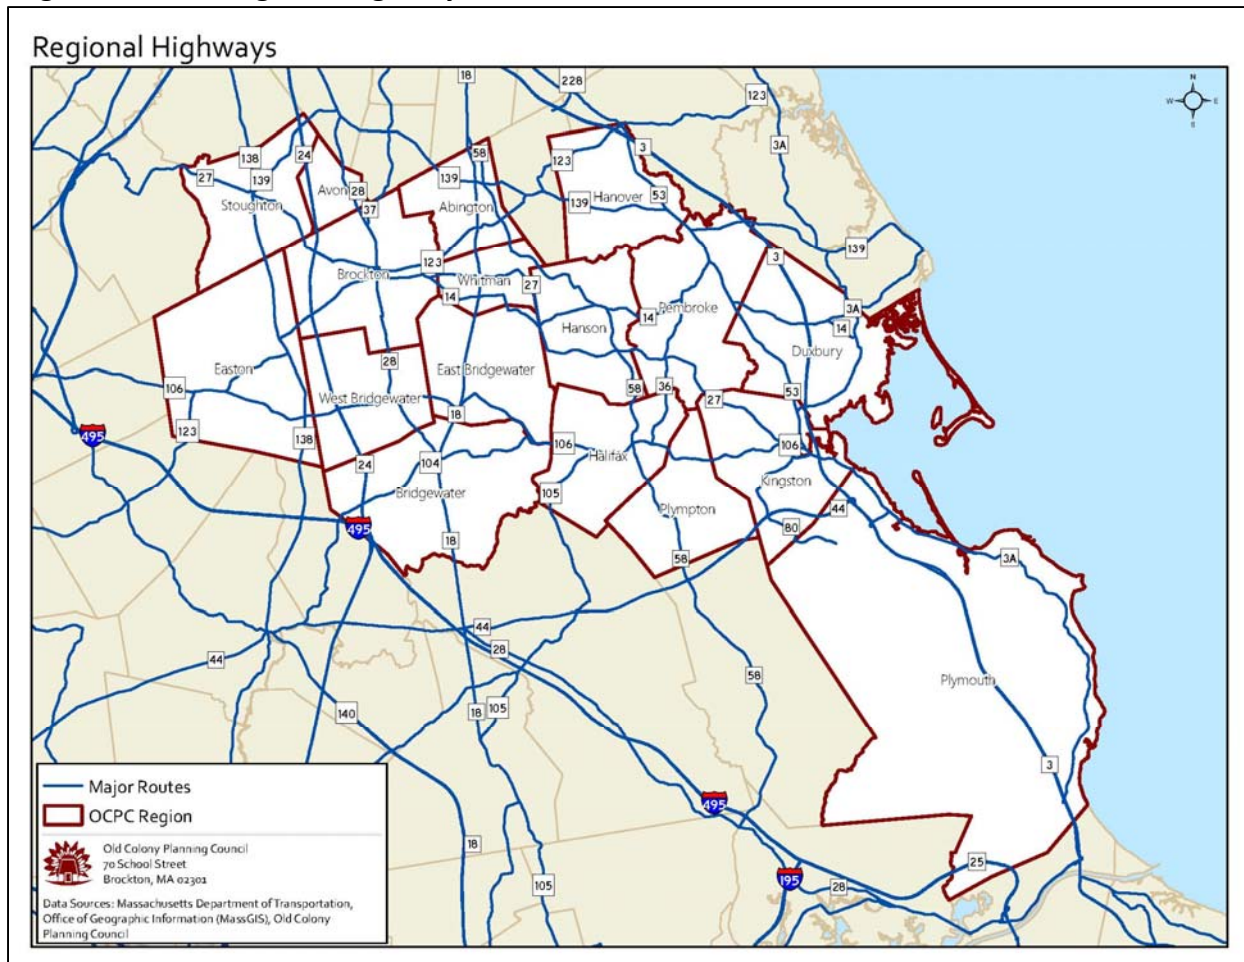 Regional Highways
18
228
123
3A
N
W
E
S
138
24
58
123
3
27
139
28
139
53
Avon
Hanover
Stoughton
37
Abington
139
139
123
3
Brockton
Whitman
27
14
Pembroke
3A
14
Hanson
14
28
Duxbury
Easton
East Bridgewater
106
West Bridgewater
58
36
27
53
18
123
495
138
106
106
24
104
Halifax
Kingston
Bridgewater
105
Plympton
44
495
18
80
58
3A
44
28
44
58
Plymouth
140
18
105
3
495
18
25
105
195
28
Major Routes
OCPC Region
Old Colony Planning Council
70 School Street
Brockton, MA 02301
Data Sources: Massachusetts Department of Transportation,
Office of Geographic Information (MassGIS), Old Colony
Planning Council